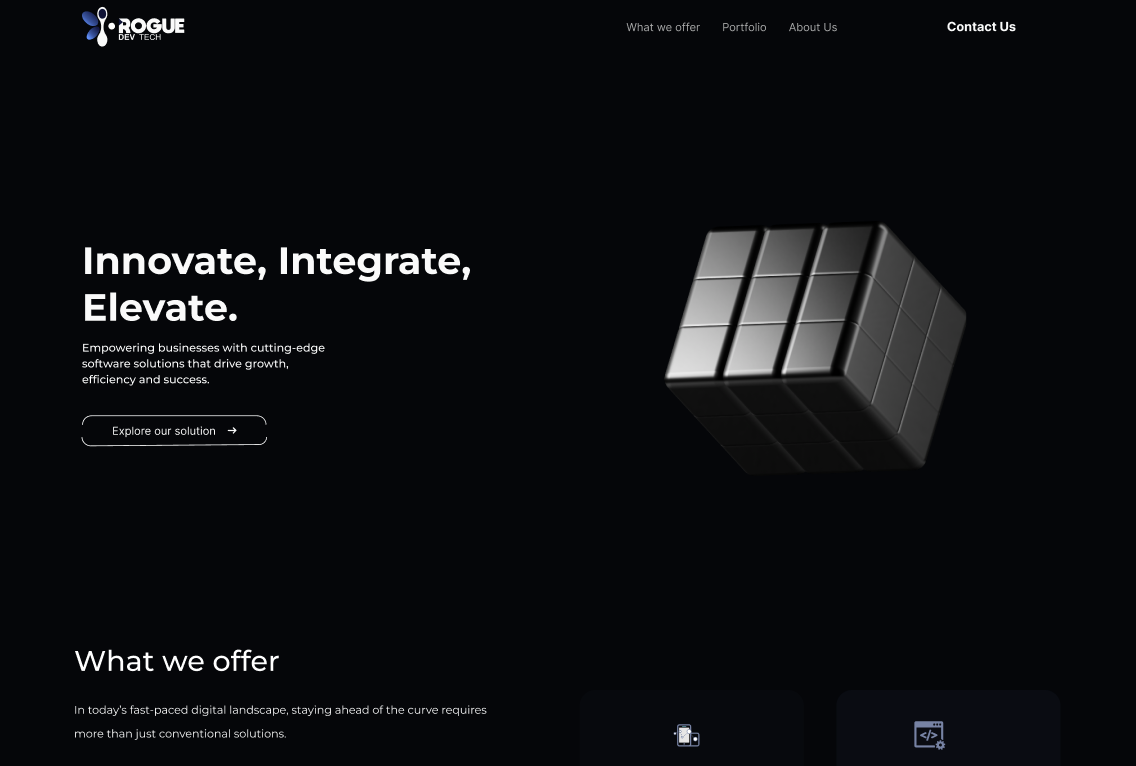 ROGUE
DEV TECH
What we offer
Portfolio
About Us
Contact Us
Innovate, Integrate,
Elevate.
Empowering businesses with cutting-edge
software solutions that drive growth,
efficiency and success.
Explore our solution →
What we offer
In today's fast-paced digital landscape, staying ahead of the curve requires
more than just conventional solutions.